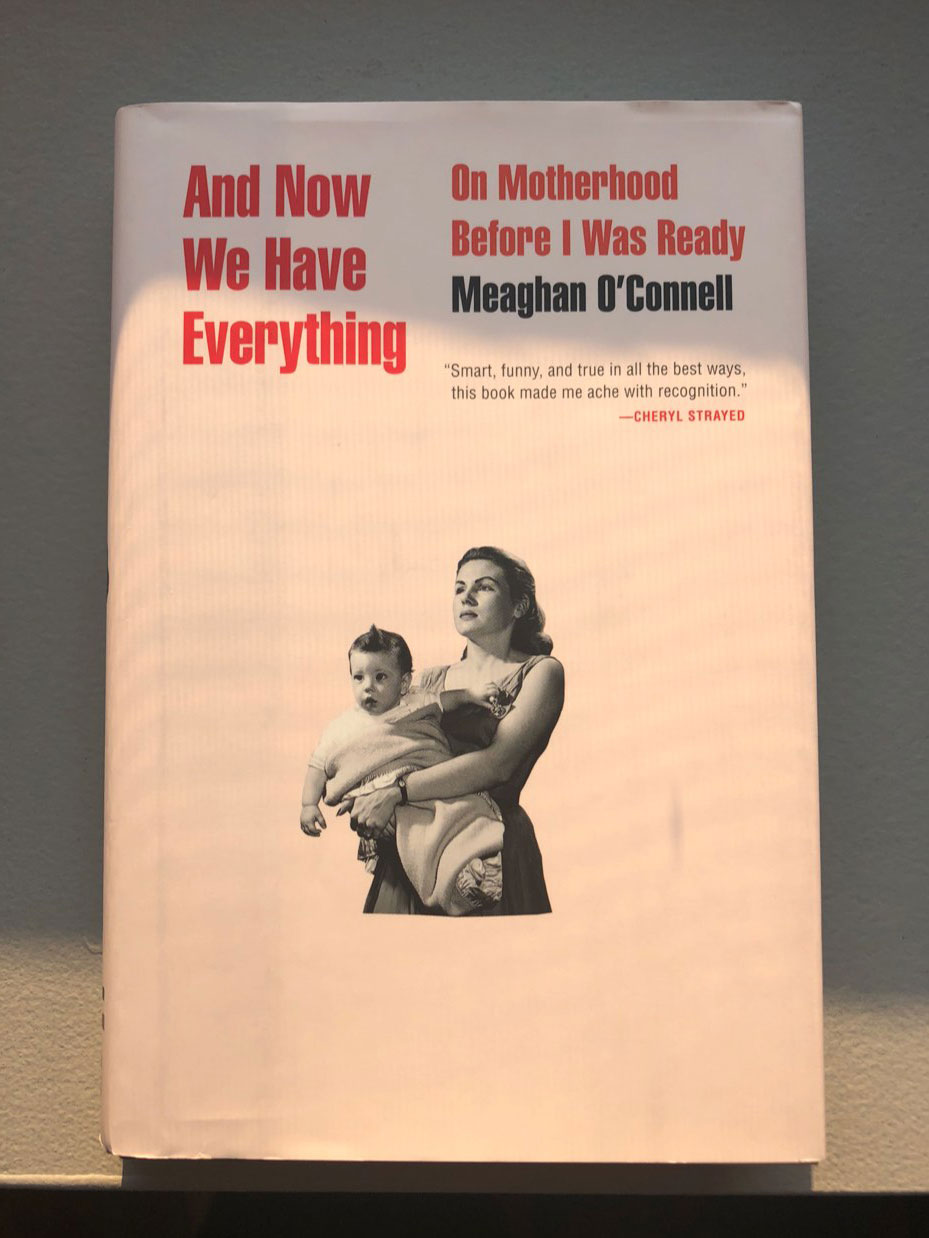 And Now
We Have
Everything
On Motherhood
Before I Was Ready
Meaghan O’Connell
“Smart, funny, and true in all the best ways,
this book made me ache with recognition.”
—CHERYL STRAYED